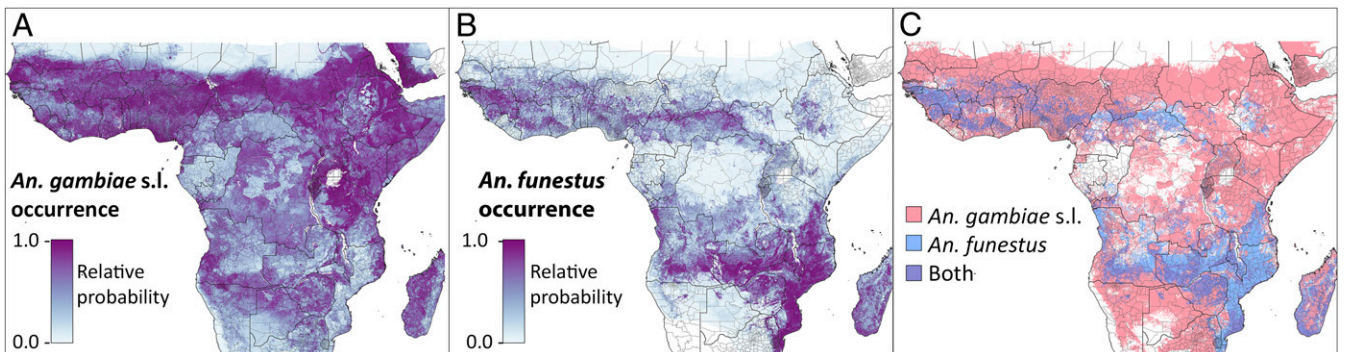 A
An. gambiae s.l.
occurrence
1.0
Relative
probability
0.0
B
An. funestus
occurrence
1.0
Relative
probability
0.0
C
An. gambiae s.l.
An. funestus
Both